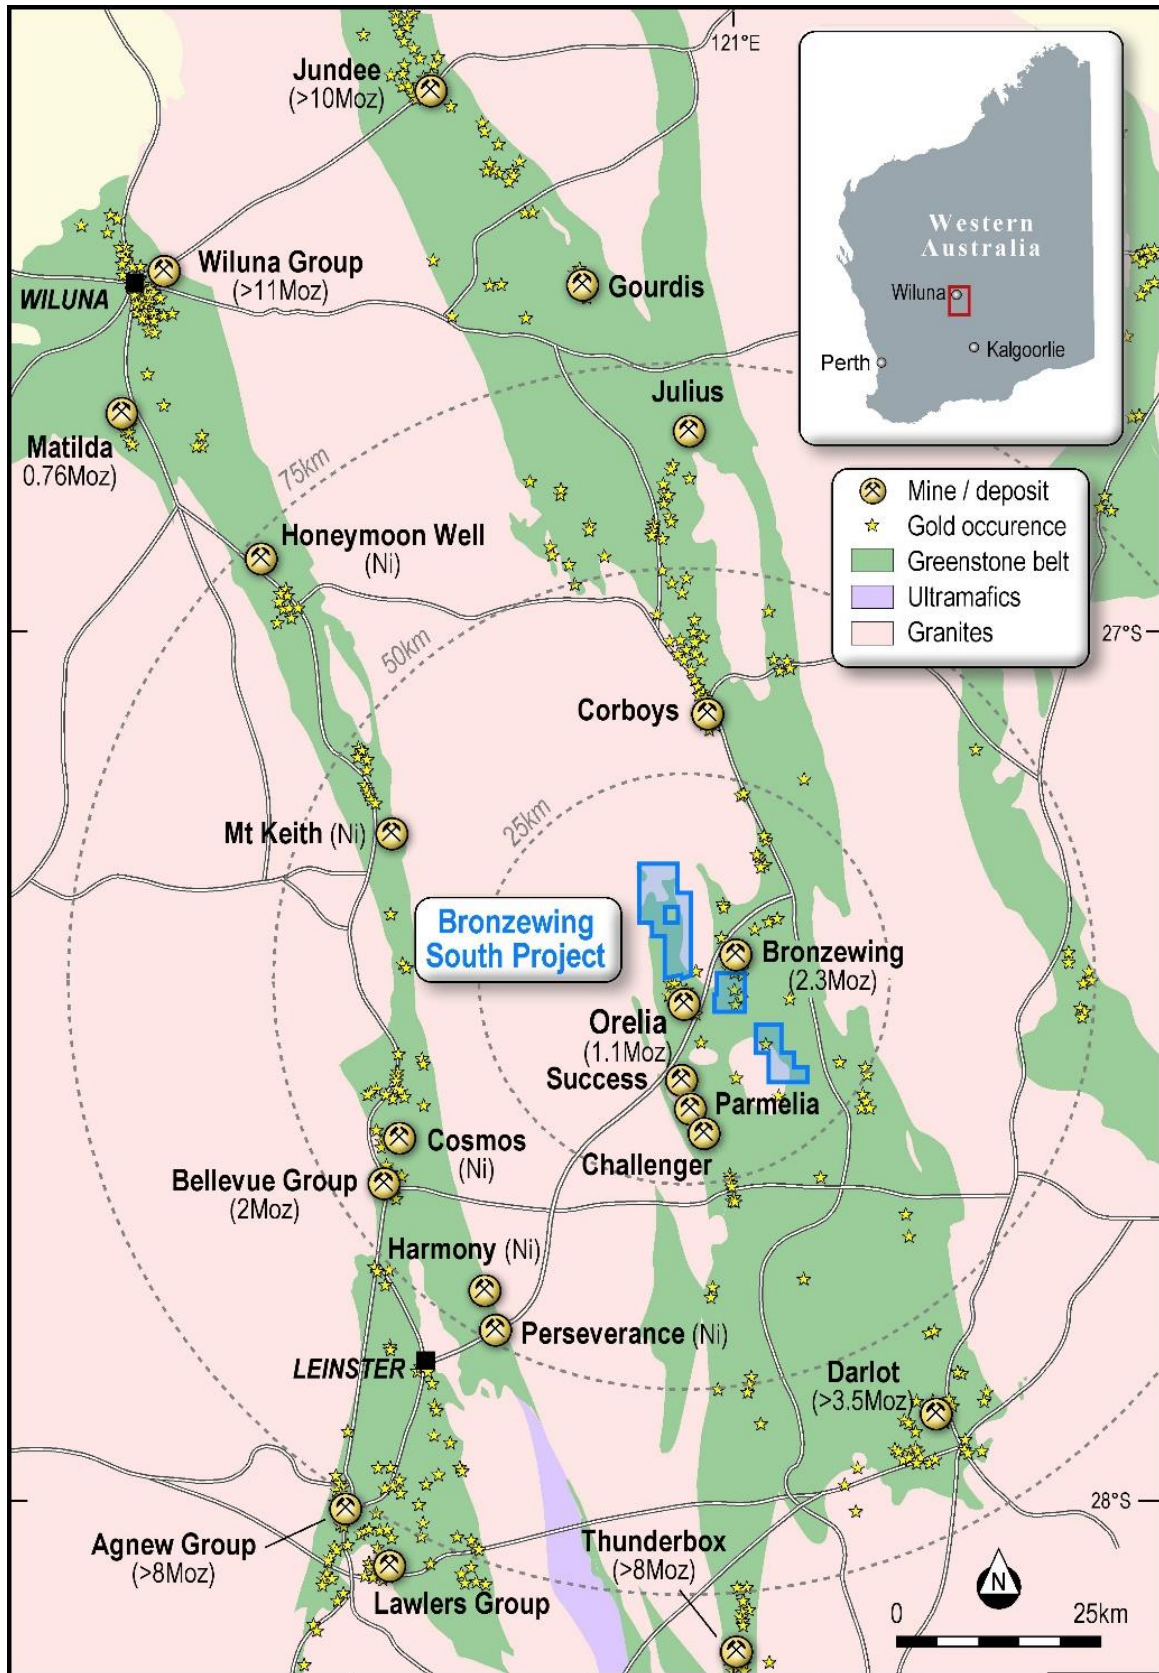 121°E
Jundee
(>10Moz)
Western
Australia
Wiluna
Kalgoorlie
Perth
Wiluna Group
(>11Moz)
WILUNA
Gourdis
Julius
Matilda
0.76Moz)
75km
Mine / deposit
Gold occurence
Greenstone belt
Ultramafics
Granites
Honeymoon Well
(Ni)
27°S
50km
Corboys
Mt Keith (Ni)
25km
Bronzewing
South Project
Bronzewing
(2.3Moz)
Orelia
(1.1Moz)
Success
Parmelia
Challenger
Cosmos
(Ni)
Bellevue Group
(2Moz)
Harmony (Ni)
Perseverance (Ni)
LEINSTER
Darlot
(>3.5Moz)
28°S
Agnew Group
(>8Moz)
Thunderbox
(>8Moz)
Lawlers Group
N
0 25km